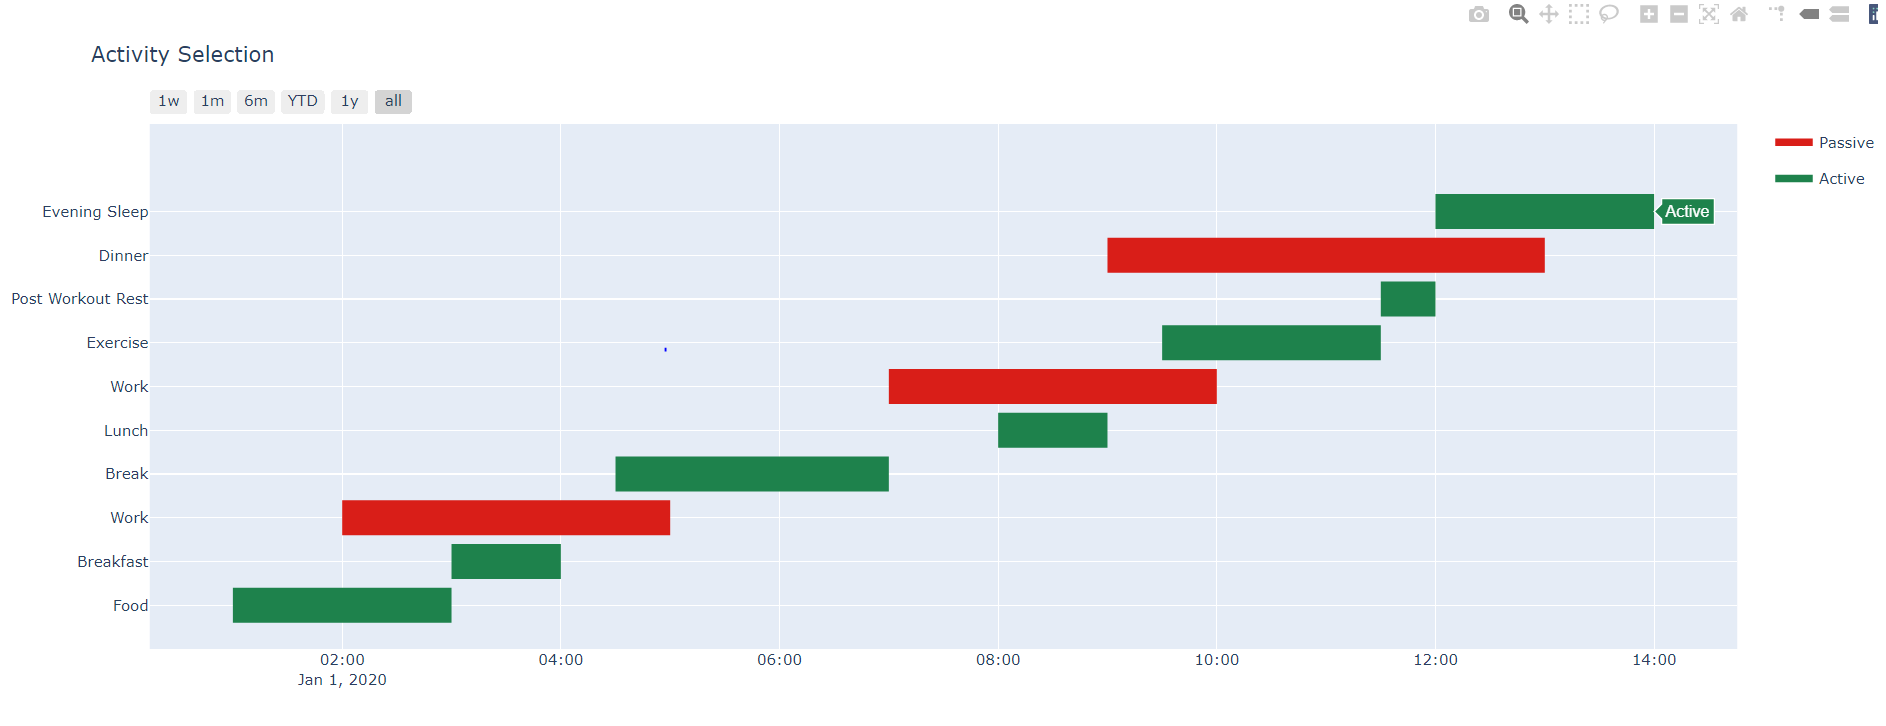 Activity Selection
1w 1m 6m YTD 1y all
Passive
Active
Evening Sleep
Active
Dinner
Post Workout Rest
Exercise
Work
Lunch
Break
Work
Breakfast
Food
02:00 04:00 06:00 08:00 10:00 12:00 14:00
Jan 1, 2020